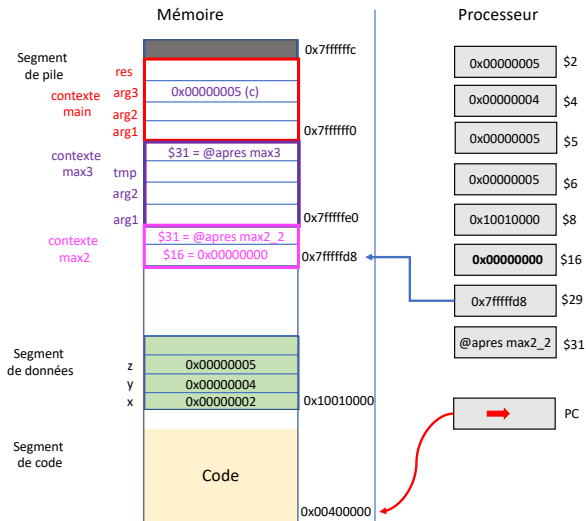 Mémoire
Processeur
0x7ffffffc
Segment
de pile
res
arg3
0x00000005 (c)
contexte
main
arg2
arg1
0x7ffffff0
contexte
max3
$31 = @apres max3
tmp
arg2
arg1
0x7fffffe0
contexte
max2
$31 = @apres max2_2
$16 = 0x00000000
0x7fffffd8
Segment
de données
z
0x00000005
y
0x00000004
x
0x00000002
0x10010000
Segment
de code
Code
0x00400000
0x00000005
$2
0x00000004
$4
0x00000005
$5
0x00000005
$6
0x10010000
$8
0x00000000
$16
0x7fffffd8
$29
@apres max2_2
$31
PC